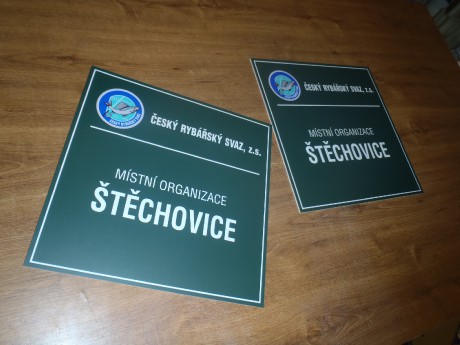 ČESKÝ RYBÁŘSKÝ SVAZ, z.s.
MÍSTNÍ ORGANIZACE
ŠTĚCHOVICE
ČESKÝ RYBÁŘSKÝ SVAZ, z.s.
MÍSTNÍ ORGANIZACE
ŠTĚCHOVICE